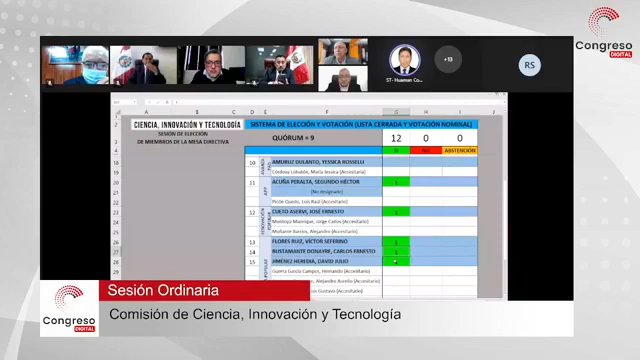 Congreso
DIGITAL
ST- Huaman Co...
+13
RS
CIENCIA, INNOVACIÓN Y TECNOLOGÍA
SESIÓN DE ELECCIÓN
DE MIEMBROS DE LA MESA DIRECTIVA
SISTEMA DE ELECCIÓN Y VOTACIÓN (LISTA CERRADA Y VOTACIÓN NOMINAL)
QUÓRUM = 9 12 0 0
SI NO ABSTENCIÓN
10 AMURUZ DULANTO, YESSICA ROSSELLI
Córdova Lobatón, María Jessica (Accesitaria)
11 ACUÑA PERALTA, SEGUNDO HÉCTOR 1
(No designado)
Picón Quedo, Luis Raúl (Accesitario)
12 CUETO ASERVI, JOSÉ ERNESTO 1
Montoya Manrique, Jorge Carlos (Accesitario)
Muñante Barrios, Alejandro (Accesitario)
13 FLORES RUIZ, VÍCTOR SEFERINO 1
14 BUSTAMANTE DONAYRE, CARLOS ERNESTO 1
15 JIMÉNEZ HEREDIA, DAVID JULIO
Guerra García Campos, Hernando (Accesitario)
Alejandro (Accesitario)
Gustavo (Accesitario)
Sesión Ordinaria
Congreso
DIGITAL
Comisión de Ciencia, Innovación y Tecnología